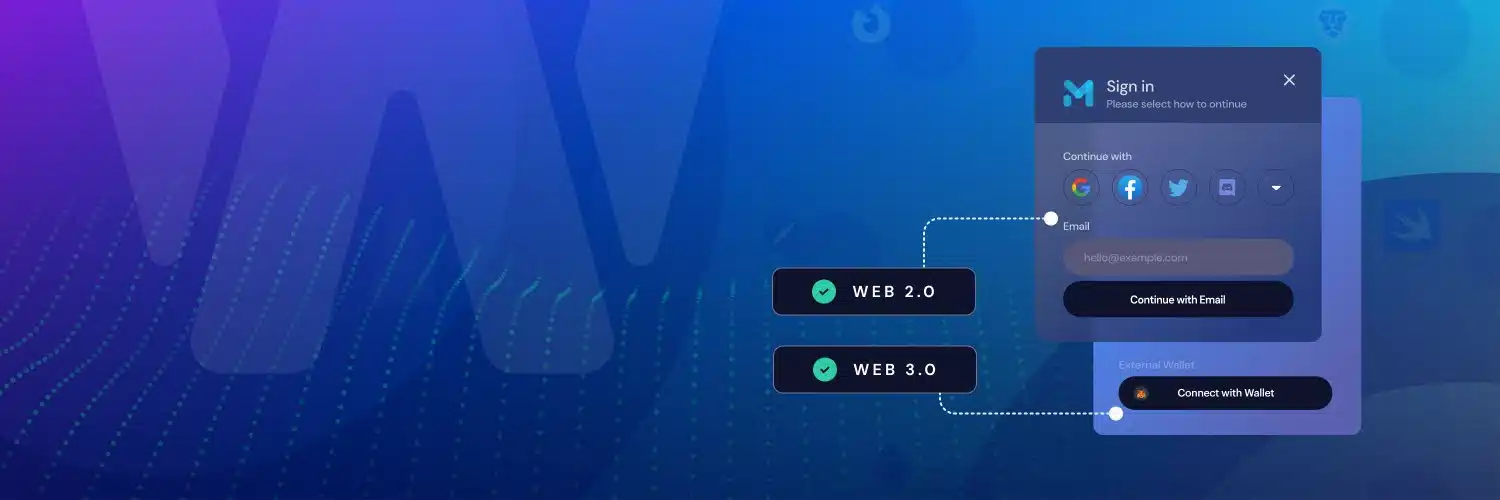 Sign in
Please select how to ontinue
Continue with
Email
hello@example.com
Continue with Email
WEB 2.0
WEB 3.0
External Wallet
Connect with Wallet